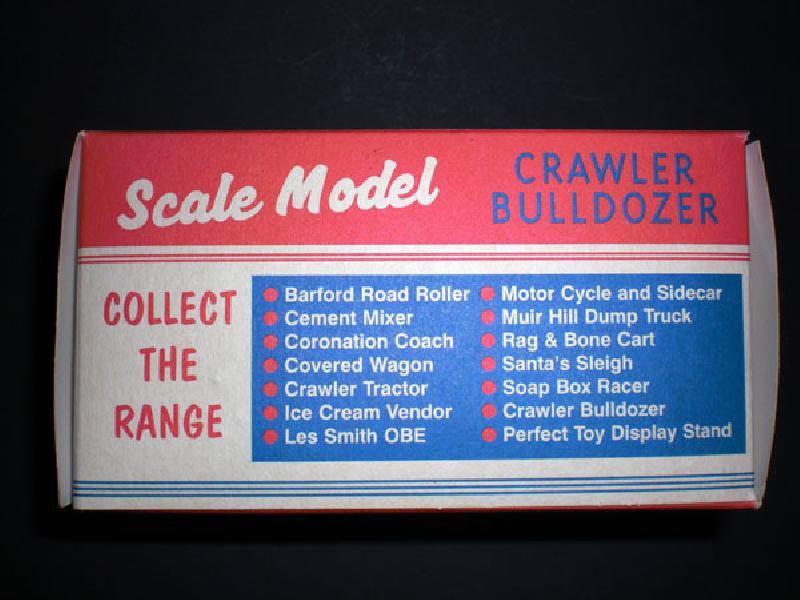 Scale Model
CRAWLER
BULLDOZER
COLLECT
THE
RANGE
Barford Road Roller
Cement Mixer
Coronation Coach
Covered Wagon
Crawler Tractor
Ice Cream Vendor
Les Smith OBE
Motor Cycle and Sidecar
Muir Hill Dump Truck
Rag & Bone Cart
Santa's Sleigh
Soap Box Racer
Crawler Bulldozer
Perfect Toy Display Stand